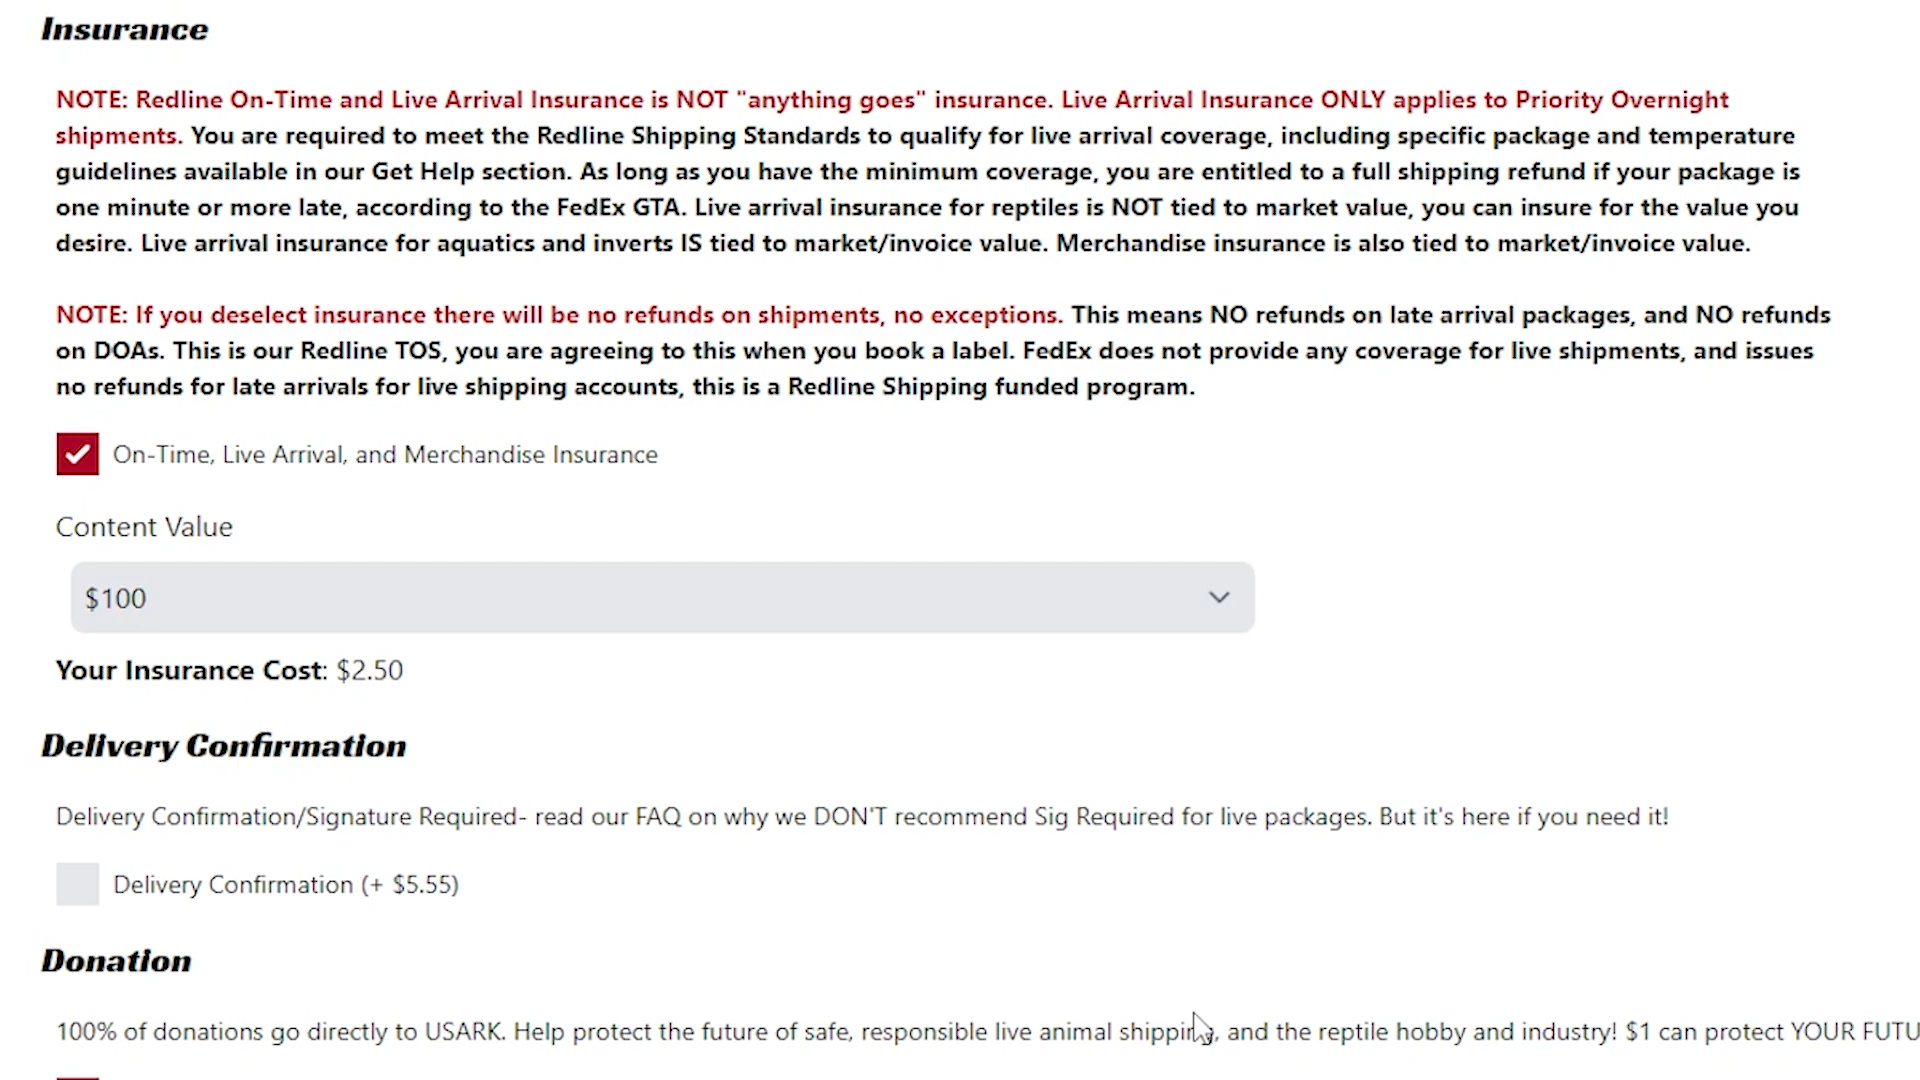 Insurance
NOTE: Redline On-Time and Live Arrival Insurance is NOT "anything goes" insurance. Live Arrival Insurance ONLY applies to Priority Overnight
shipments. You are required to meet the Redline Shipping Standards to qualify for live arrival coverage, including specific package and temperature
guidelines available in our Get Help section. As long as you have the minimum coverage, you are entitled to a full shipping refund if your package is
one minute or more late, according to the FedEx GTA. Live arrival insurance for reptiles is NOT tied to market value, you can insure for the value you
desire. Live arrival insurance for aquatics and inverts IS tied to market/invoice value. Merchandise insurance is also tied to market/invoice value.
NOTE: If you deselect insurance there will be no refunds on shipments, no exceptions. This means NO refunds on late arrival packages, and NO refunds
on DOAs. This is our Redline TOS, you are agreeing to this when you book a label. FedEx does not provide any coverage for live shipments, and issues
no refunds for late arrivals for live shipping accounts, this is a Redline Shipping funded program.
On-Time, Live Arrival, and Merchandise Insurance
Content Value
$100
Your Insurance Cost: $2.50
Delivery Confirmation
Delivery Confirmation/Signature Required- read our FAQ on why we DON'T recommend Sig Required for live packages. But it's here if you need it!
Delivery Confirmation (+ $5.55)
Donation
100% of donations go directly to USARK. Help protect the future of safe, responsible live animal shipping, and the reptile hobby and industry! $1 can protect YOUR FUTU